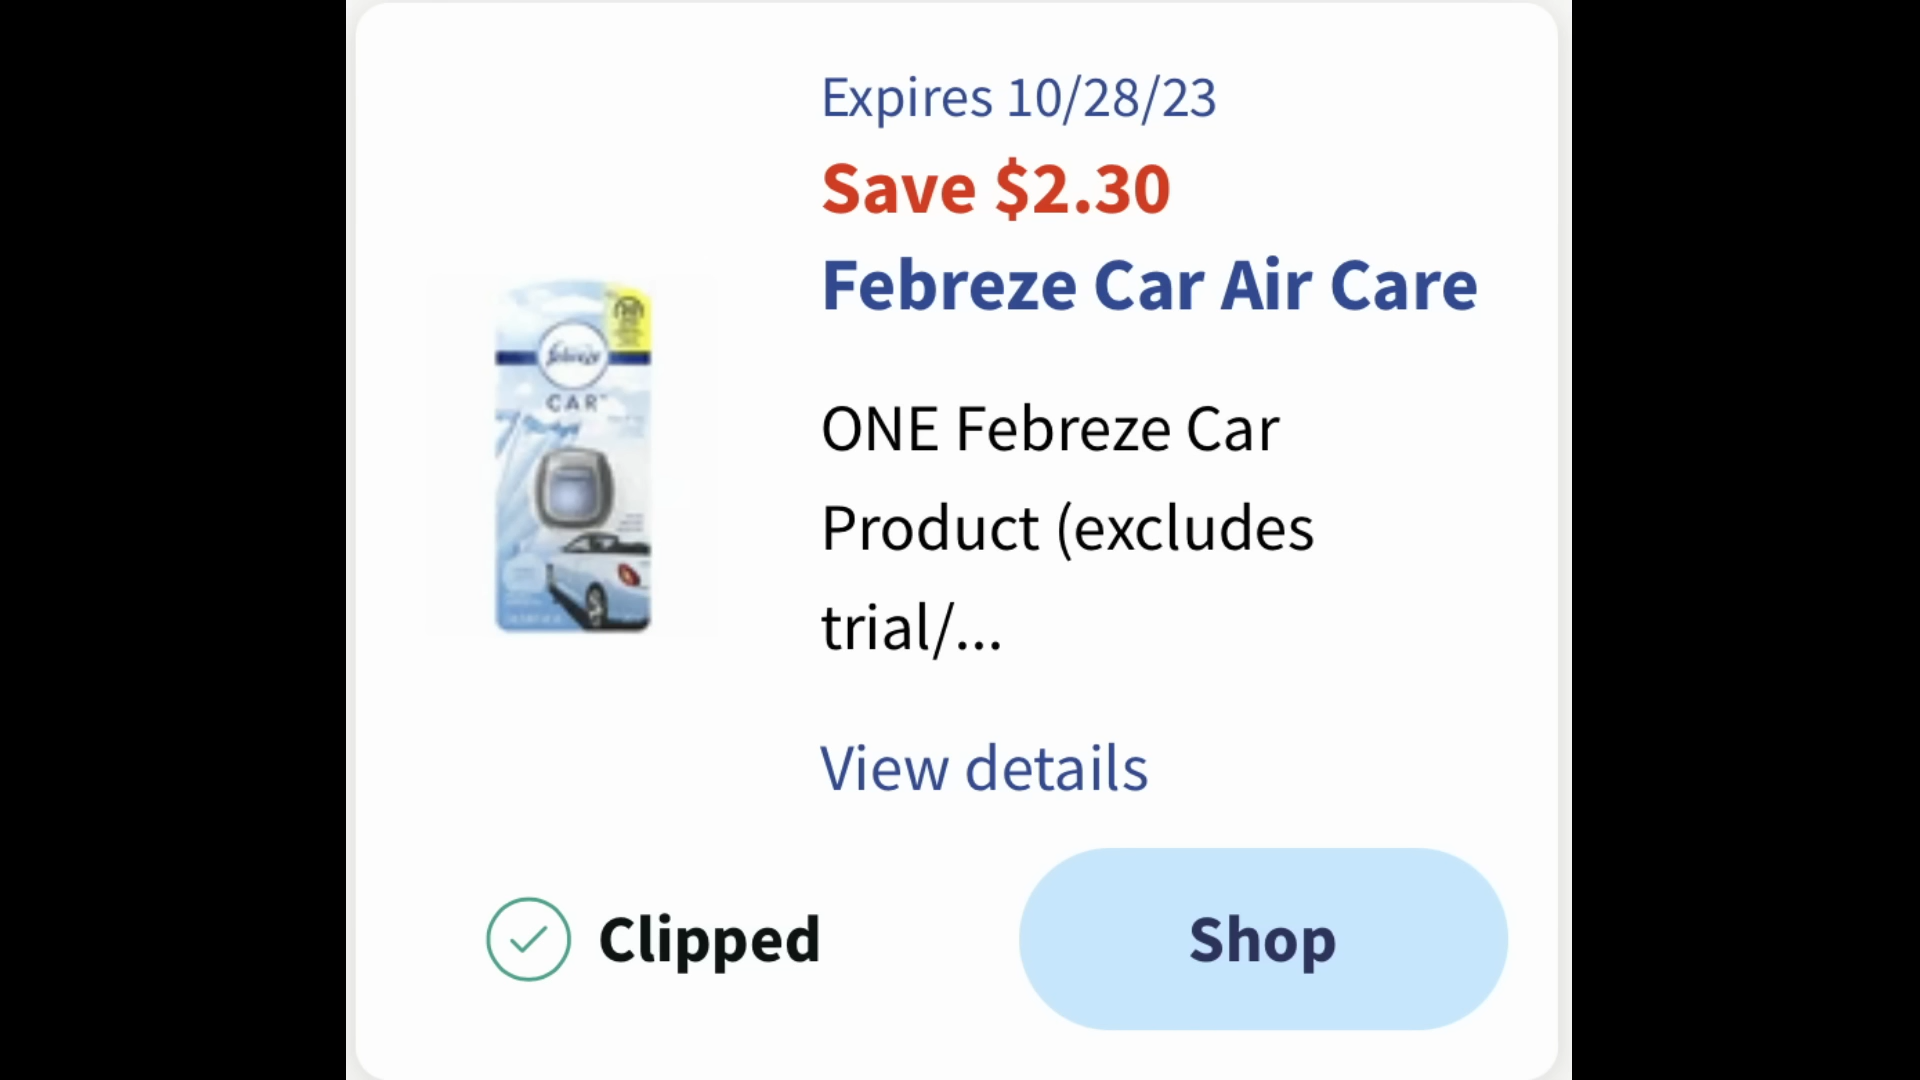 Expires 10/28/23
Save $2.30
Febreze Car Air Care
febreze
CAR
ONE Febreze Car
Product (excludes
trial/...
View details
Clipped
Shop